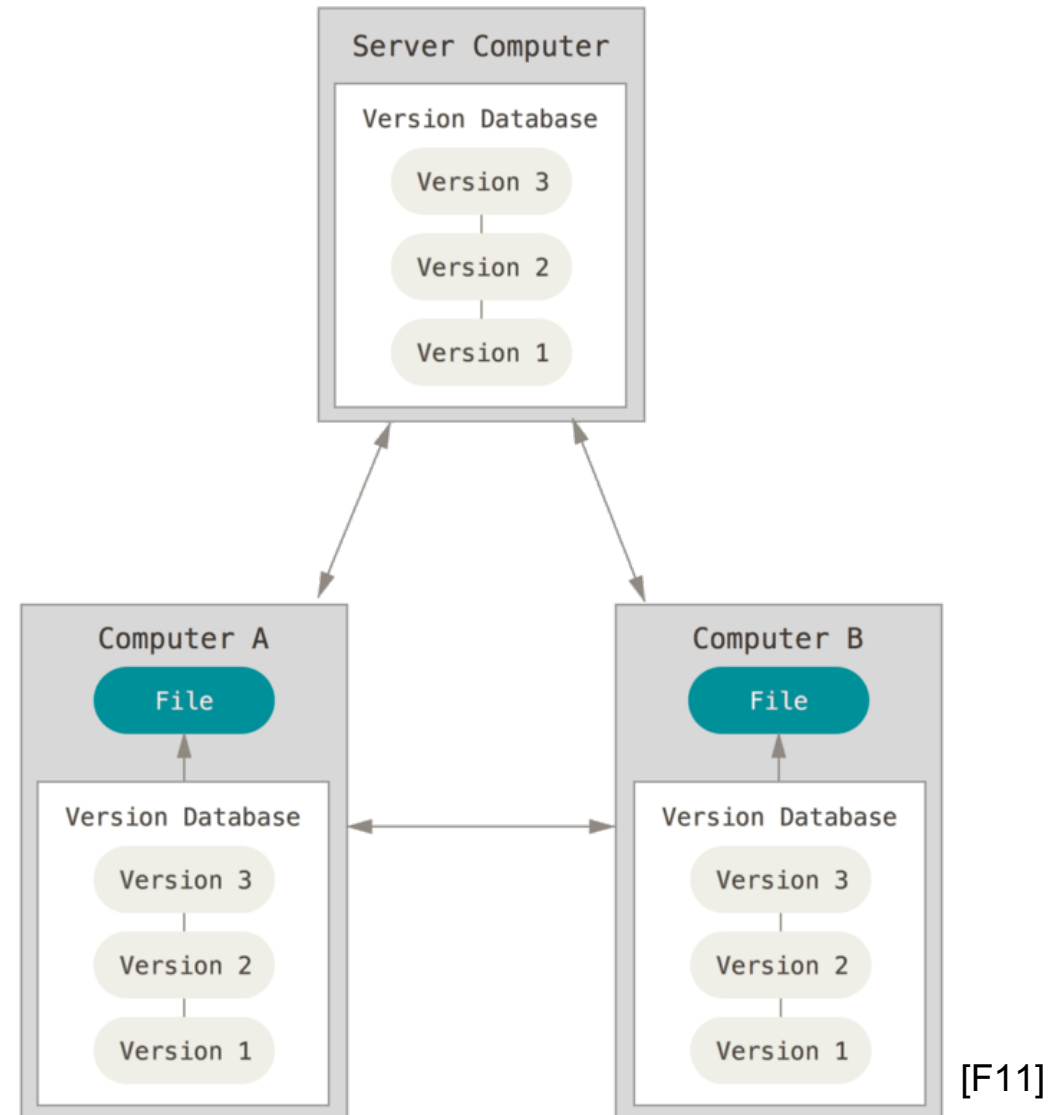 Server Computer
Version Database
Version 3
Version 2
Version 1
Computer A
File
Version Database
Version 3
Version 2
Version 1
Computer B
File
Version Database
Version 3
Version 2
Version 1
[F11]